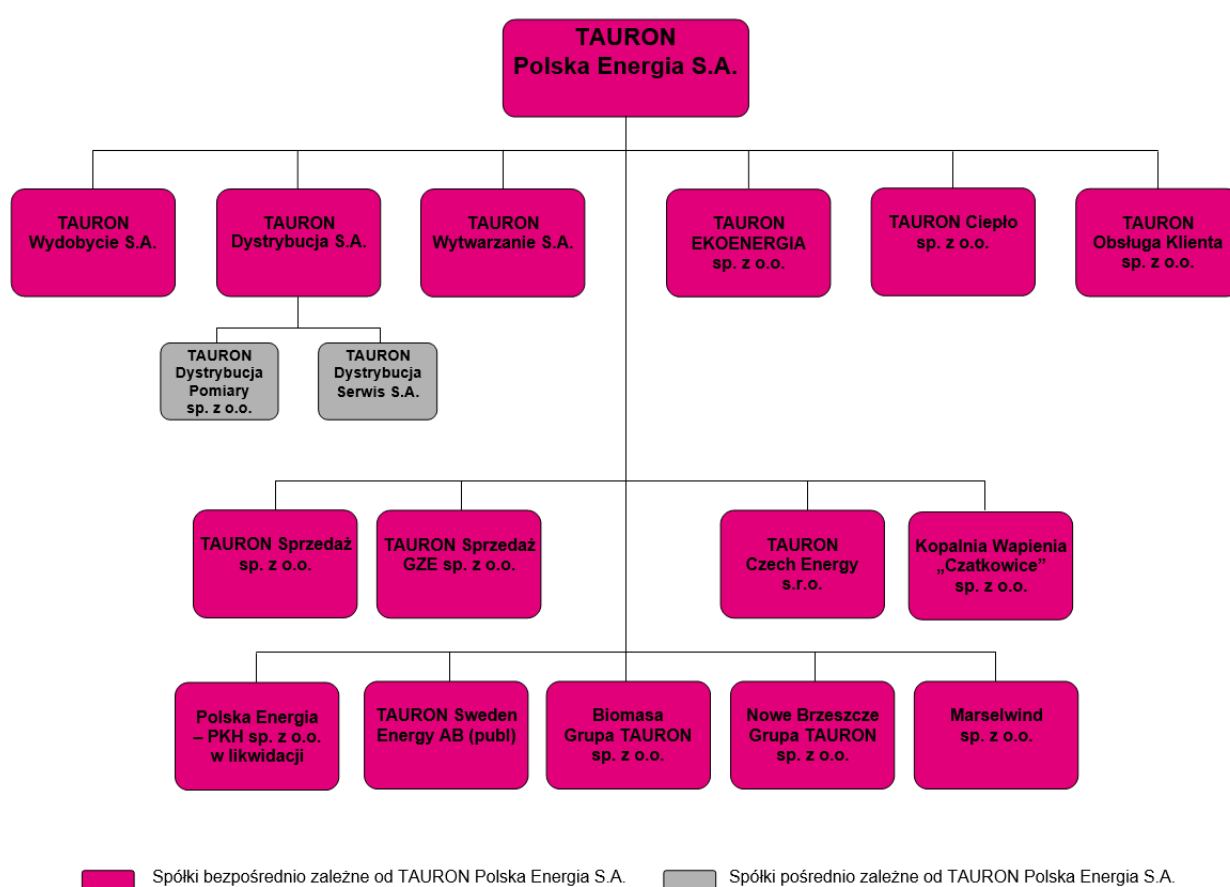 TAURON
Polska Energia S.A.
TAURON
Wydobycie S.A.
TAURON
Dystrybucja S.A.
TAURON
Wytwarzanie S.A.
TAURON
EKOENERGIA
sp. z o.o.
TAURON Ciepło
sp. z o.o.
TAURON
Obsługa Klienta
sp. z o.o.
TAURON
Dystrybucja
Pomiary
sp. z o.o.
TAURON
Dystrybucja
Serwis S.A.
TAURON Sprzedaż
sp. z o.o.
TAURON Sprzedaż
GZE sp. z o.o.
TAURON
Czech Energy
s.r.o.
Kopalnia Wapienia
„Czatkowice”
sp. z o.o.
Polska Energia
– PKH sp. z o.o.
w likwidacji
TAURON Sweden
Energy AB (publ)
Biomasa
Grupa TAURON
sp. z o.o.
Nowe Brzeszcze
Grupa TAURON
sp. z o.o.
Marselwind
sp. z o.o.
Spółki bezpośrednio zależne od TAURON Polska Energia S.A.
Spółki pośrednio zależne od TAURON Polska Energia S.A.